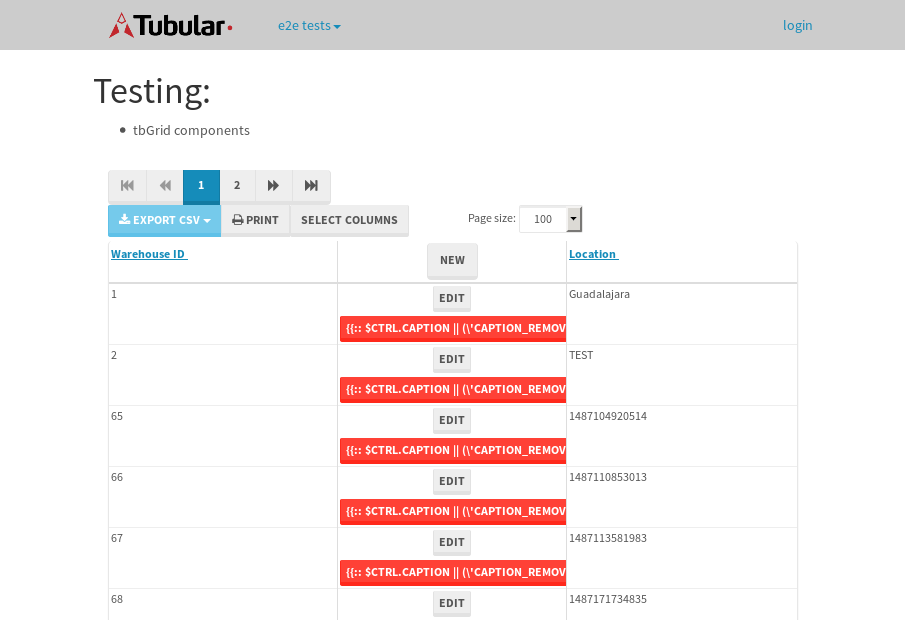 Tubular e2e tests login
Testing:
tbGrid components
1 2
EXPORT CSV PRINT SELECT COLUMNS Page size: 100
Warehouse ID NEW Location
1 EDIT Guadalajara
{{:: $CTRL.CAPTION || (\'CAPTION_REMOV
2 EDIT TEST
{{:: $CTRL.CAPTION || (\'CAPTION_REMOV
65 EDIT 1487104920514
{{:: $CTRL.CAPTION || (\'CAPTION_REMOV
66 EDIT 1487110853013
{{:: $CTRL.CAPTION || (\'CAPTION_REMOV
67 EDIT 1487113581983
{{:: $CTRL.CAPTION || (\'CAPTION_REMOV
68 EDIT 1487171734835